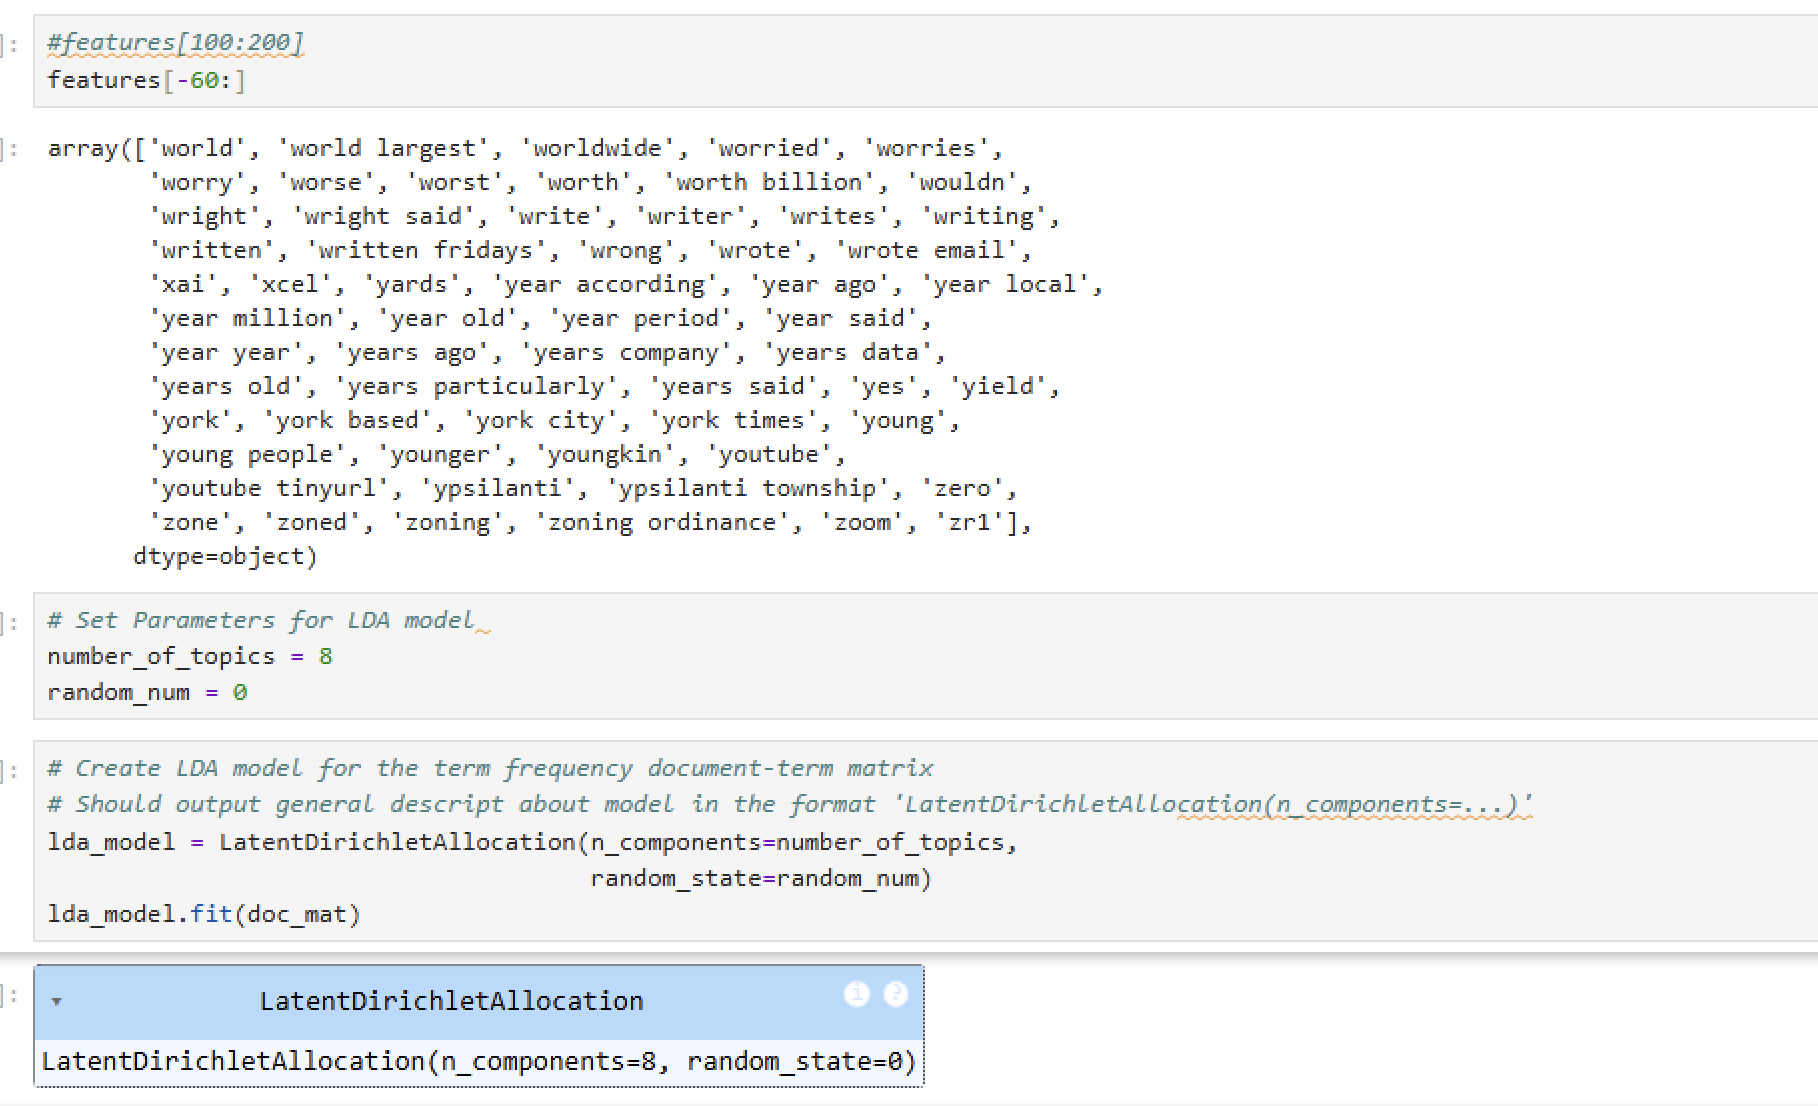 ]: #features[100:200]
features[-60:]
]: array(['world', 'world largest', 'worldwide', 'worried', 'worries',
'worry', 'worse', 'worst', 'worth', 'worth billion', 'wouldn',
'wright', 'wright said', 'write', 'writer', 'writes', 'writing',
'written', 'written fridays', 'wrong', 'wrote', 'wrote email',
'xai', 'xcel', 'yards', 'year according', 'year ago', 'year local',
'year million', 'year old', 'year period', 'year said',
'year year', 'years ago', 'years company', 'years data',
'years old', 'years particularly', 'years said', 'yes', 'yield',
'york', 'york based', 'york city', 'york times', 'young',
'young people', 'younger', 'youngkin', 'youtube',
'youtube tinyurl', 'ypsilanti', 'ypsilanti township', 'zero',
'zone', 'zoned', 'zoning', 'zoning ordinance', 'zoom', 'zr1'],
dtype=object)
]: # Set Parameters for LDA model
number_of_topics = 8
random_num = 0
]: # Create LDA model for the term frequency document-term matrix
# Should output general descript about model in the format 'LatentDirichletAllocation(n_components=...)'
lda_model = LatentDirichletAllocation(n_components=number_of_topics,
random_state=random_num)
lda_model.fit(doc_mat)
]: ▾ LatentDirichletAllocation i ?
LatentDirichletAllocation(n_components=8, random_state=0)